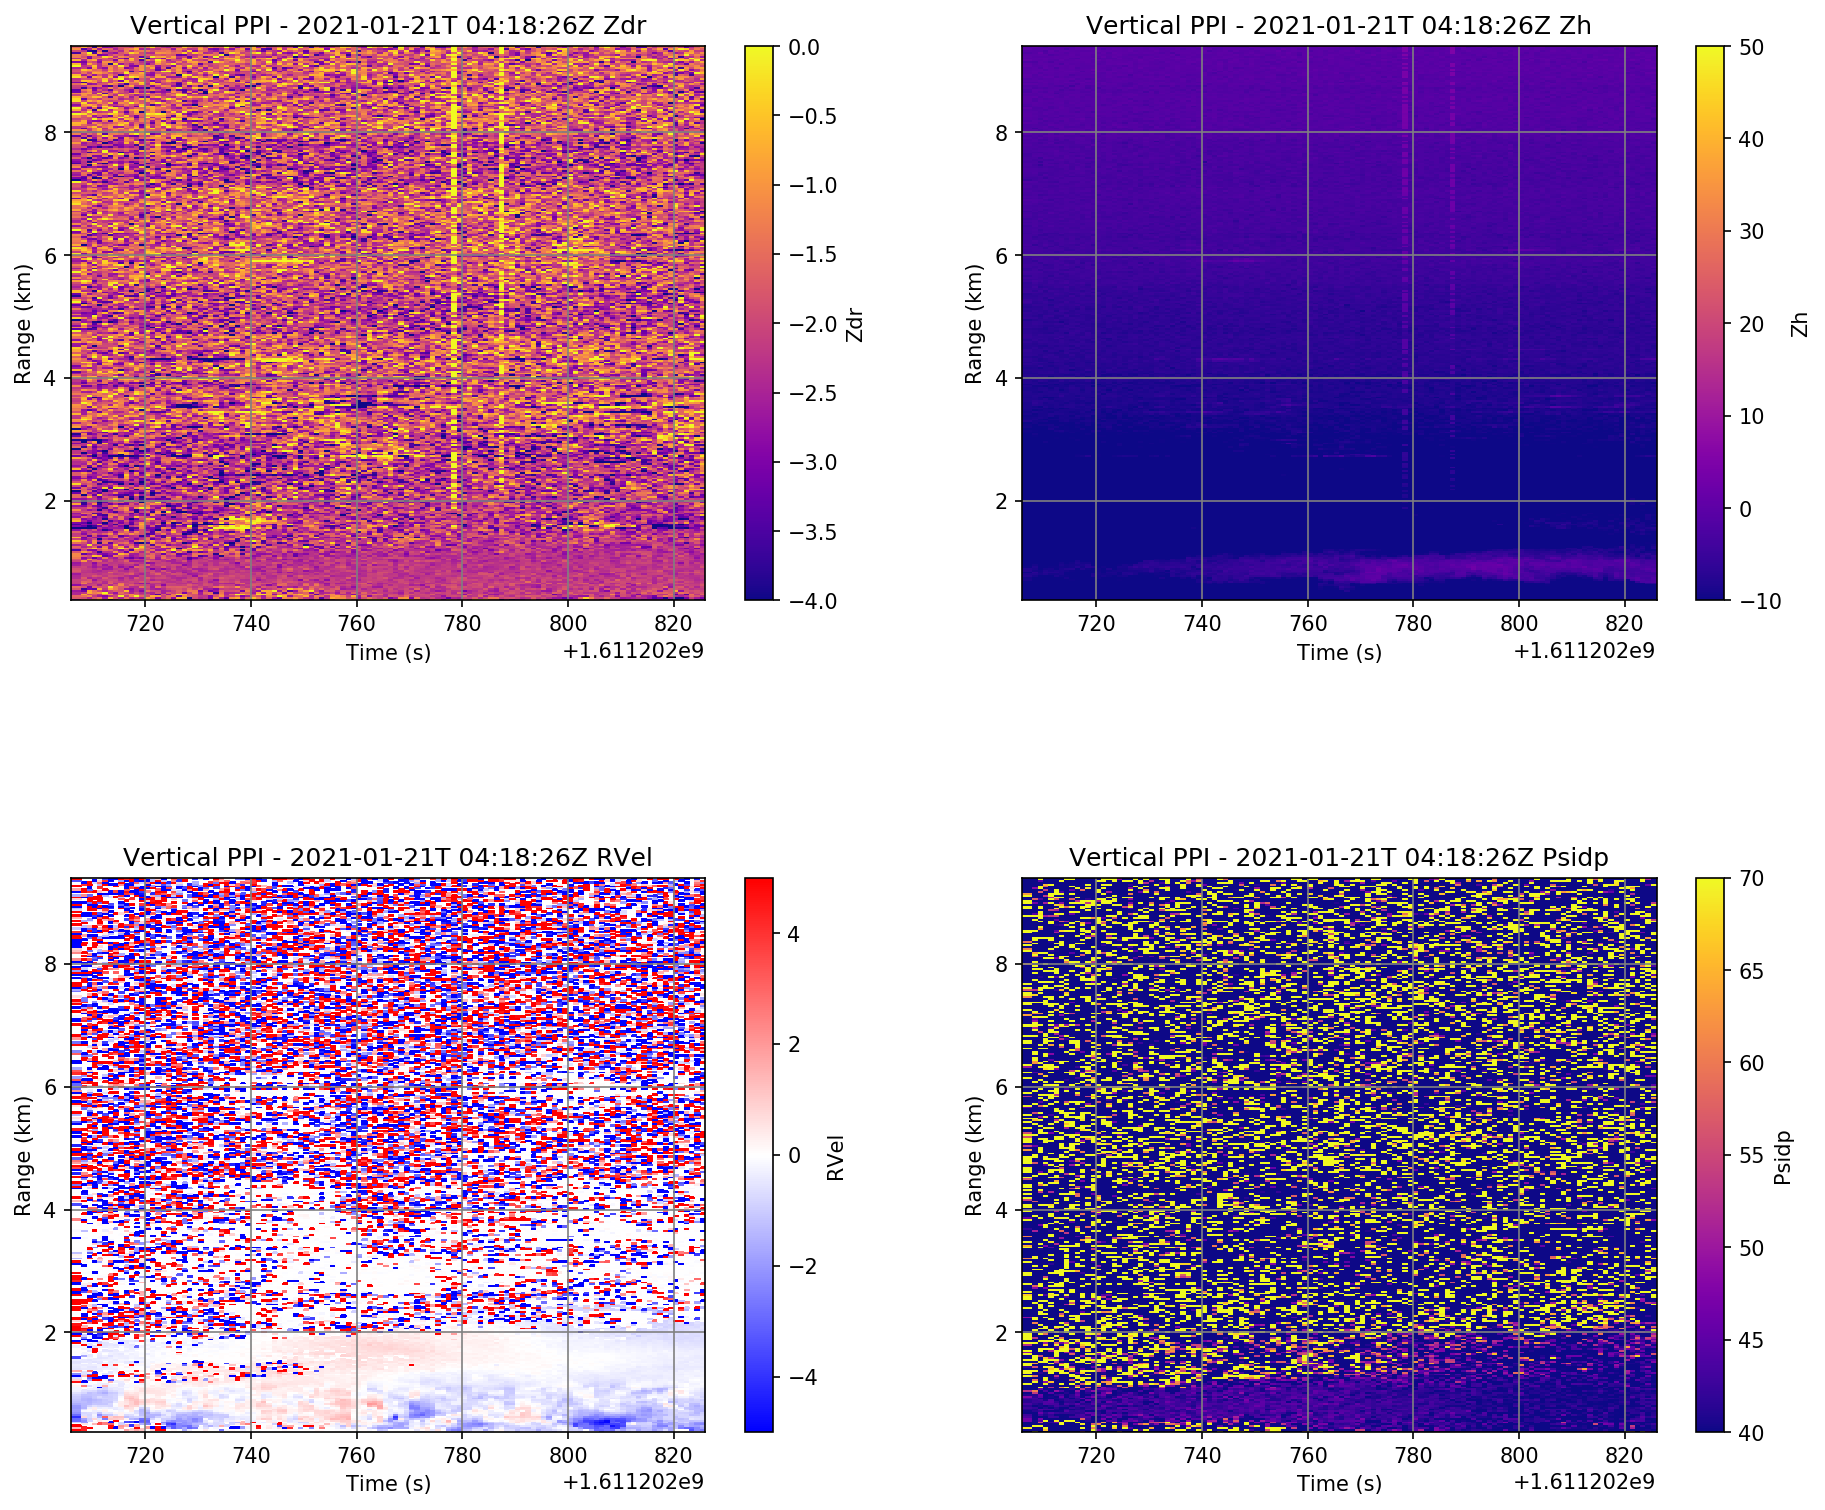 Vertical PPI - 2021-01-21T 04:18:26Z Zdr
Range (km)
8
6
4
2
720 740 760 780 800 820
Time (s)
+1.611202e9
0.0
−0.5
−1.0
−1.5
−2.0
−2.5
−3.0
−3.5
−4.0
Zdr
Vertical PPI - 2021-01-21T 04:18:26Z Zh
Range (km)
8
6
4
2
720 740 760 780 800 820
Time (s)
+1.611202e9
50
40
30
20
10
0
−10
Zh
Vertical PPI - 2021-01-21T 04:18:26Z RVel
Range (km)
8
6
4
2
720 740 760 780 800 820
Time (s)
+1.611202e9
4
2
0
−2
−4
RVel
Vertical PPI - 2021-01-21T 04:18:26Z Psidp
Range (km)
8
6
4
2
720 740 760 780 800 820
Time (s)
+1.611202e9
70
65
60
55
50
45
40
Psidp